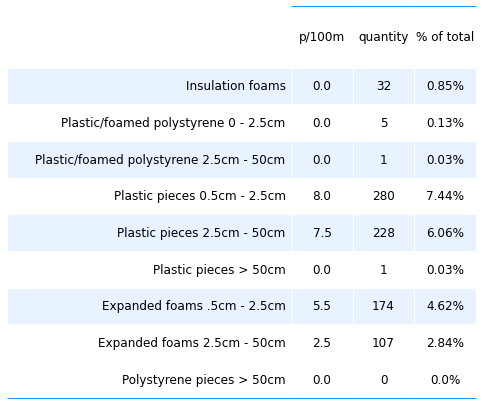 p/100m quantity % of total
Insulation foams 0.0 32 0.85%
Plastic/foamed polystyrene 0 - 2.5cm 0.0 5 0.13%
Plastic/foamed polystyrene 2.5cm - 50cm 0.0 1 0.03%
Plastic pieces 0.5cm - 2.5cm 8.0 280 7.44%
Plastic pieces 2.5cm - 50cm 7.5 228 6.06%
Plastic pieces > 50cm 0.0 1 0.03%
Expanded foams .5cm - 2.5cm 5.5 174 4.62%
Expanded foams 2.5cm - 50cm 2.5 107 2.84%
Polystyrene pieces > 50cm 0.0 0 0.0%